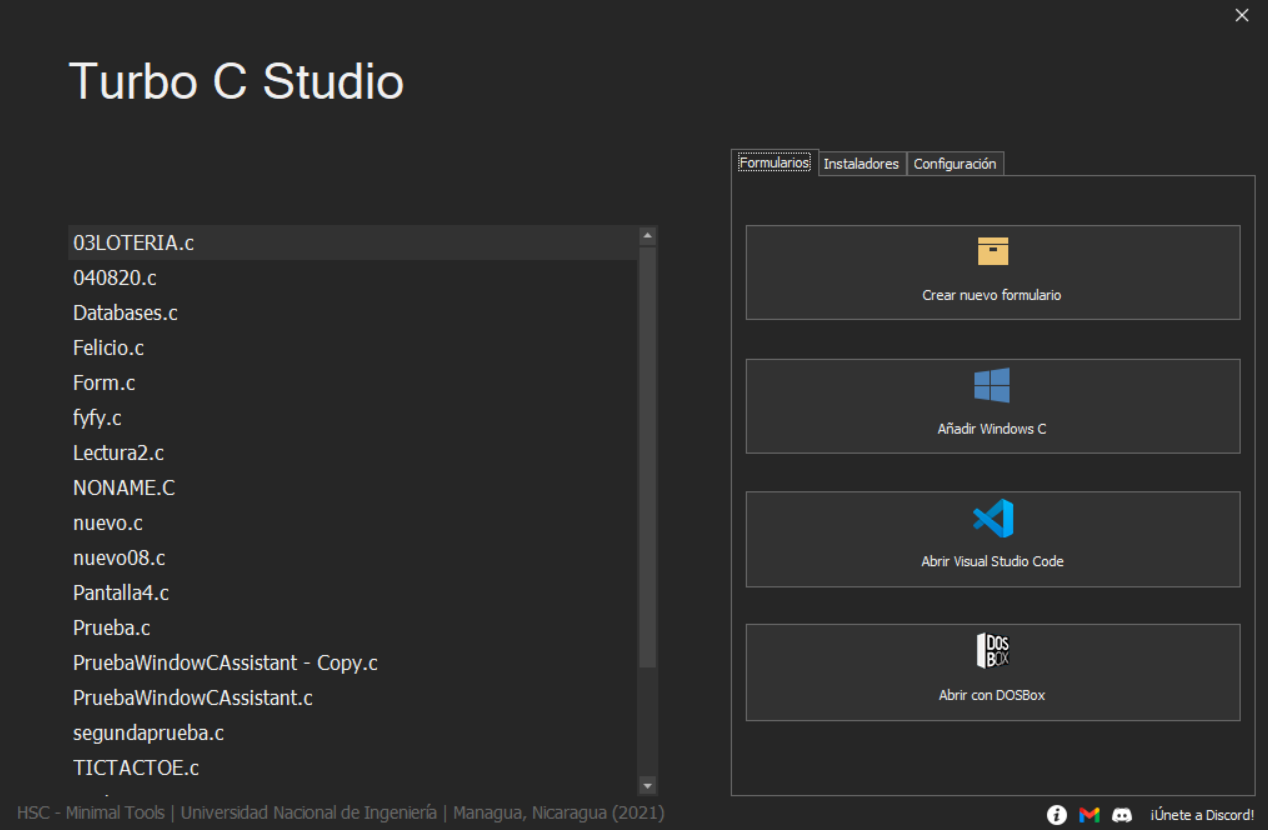 Turbo C Studio
Formularios Instaladores Configuración
03LOTERIA.c
040820.c
Databases.c
Felicio.c
Form.c
fyfy.c
Lectura2.c
NONAME.C
nuevo.c
nuevo08.c
Pantalla4.c
Prueba.c
PruebaWindowCAssistant - Copy.c
PruebaWindowCAssistant.c
segundaprueba.c
TICTACTOE.c
Crear nuevo formulario
Añadir Windows C
Abrir Visual Studio Code
DOS
BOX
Abrir con DOSBox
HSC - Minimal Tools | Universidad Nacional de Ingeniería | Managua, Nicaragua (2021)
¡Únete a Discord!